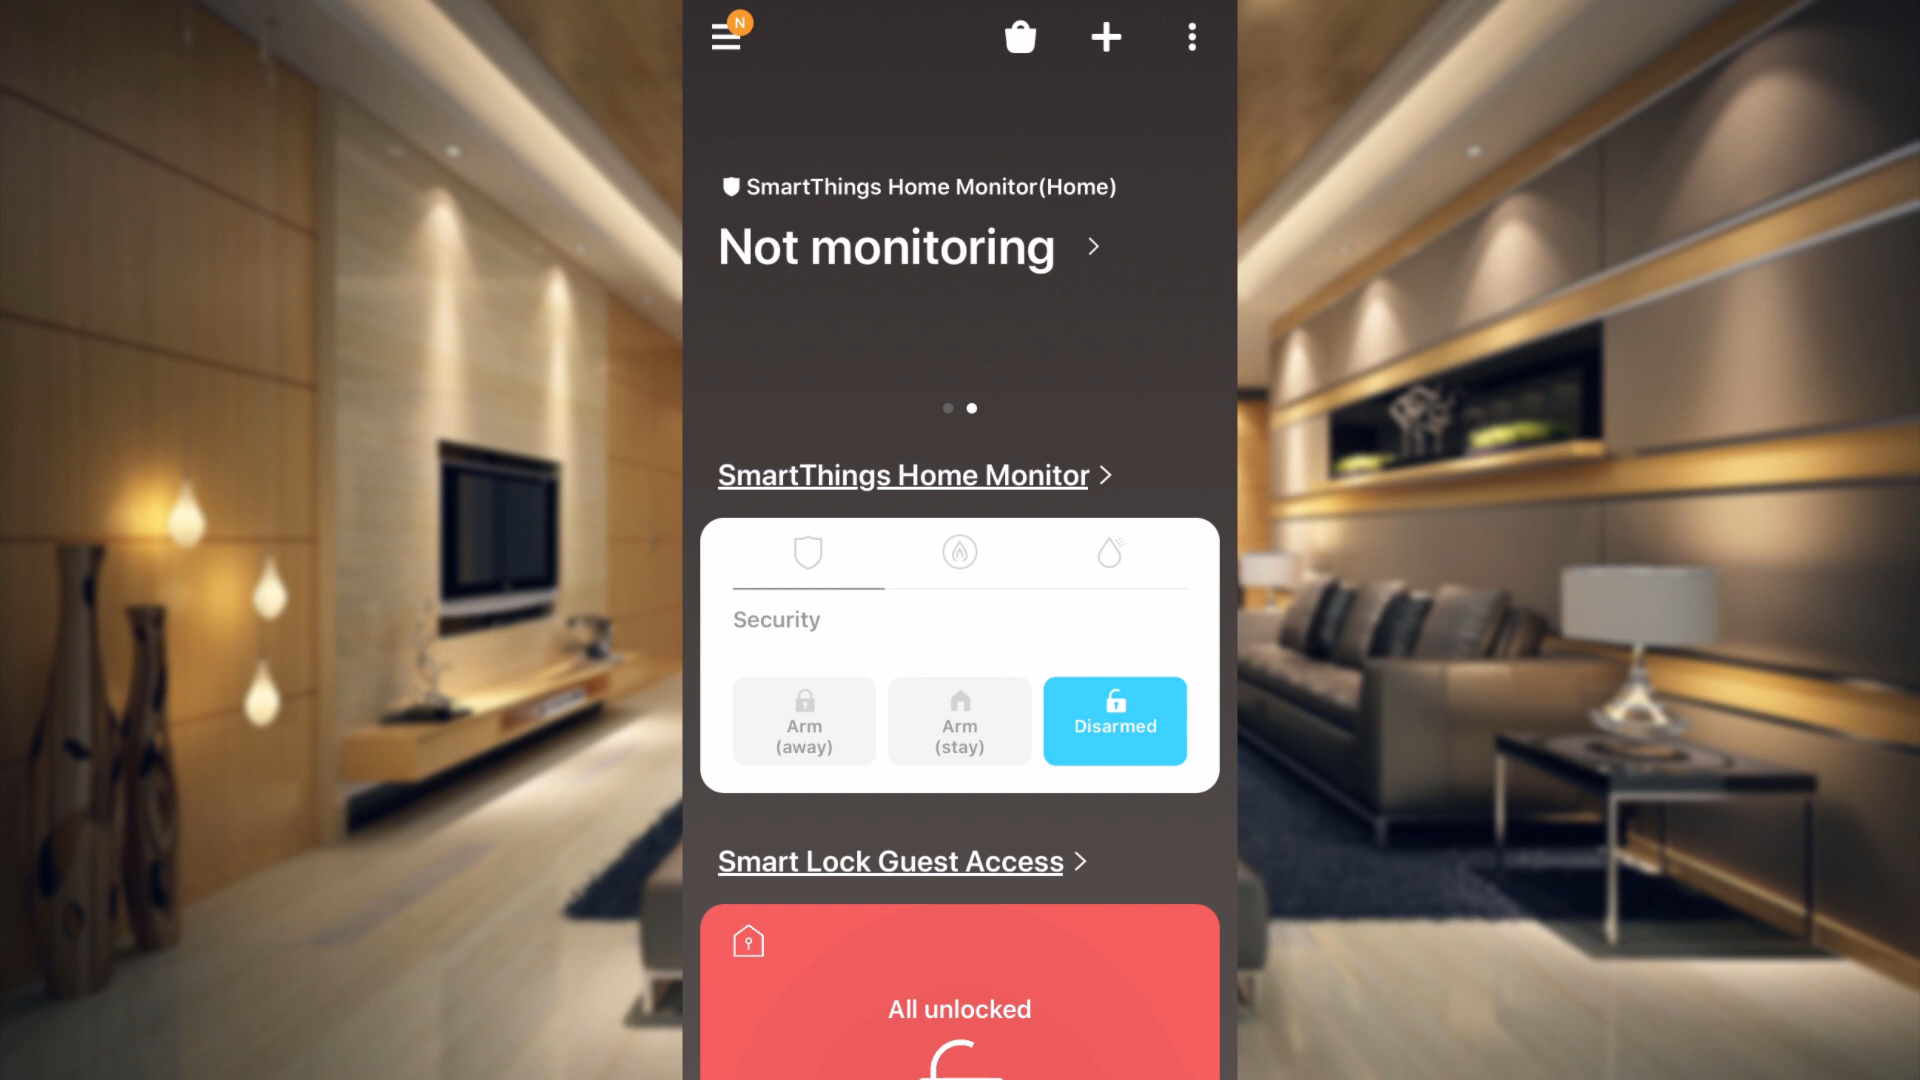 N
SmartThings Home Monitor(Home)
Not monitoring
SmartThings Home Monitor
Security
Arm
(away)
Arm
(stay)
Disarmed
Smart Lock Guest Access
All unlocked